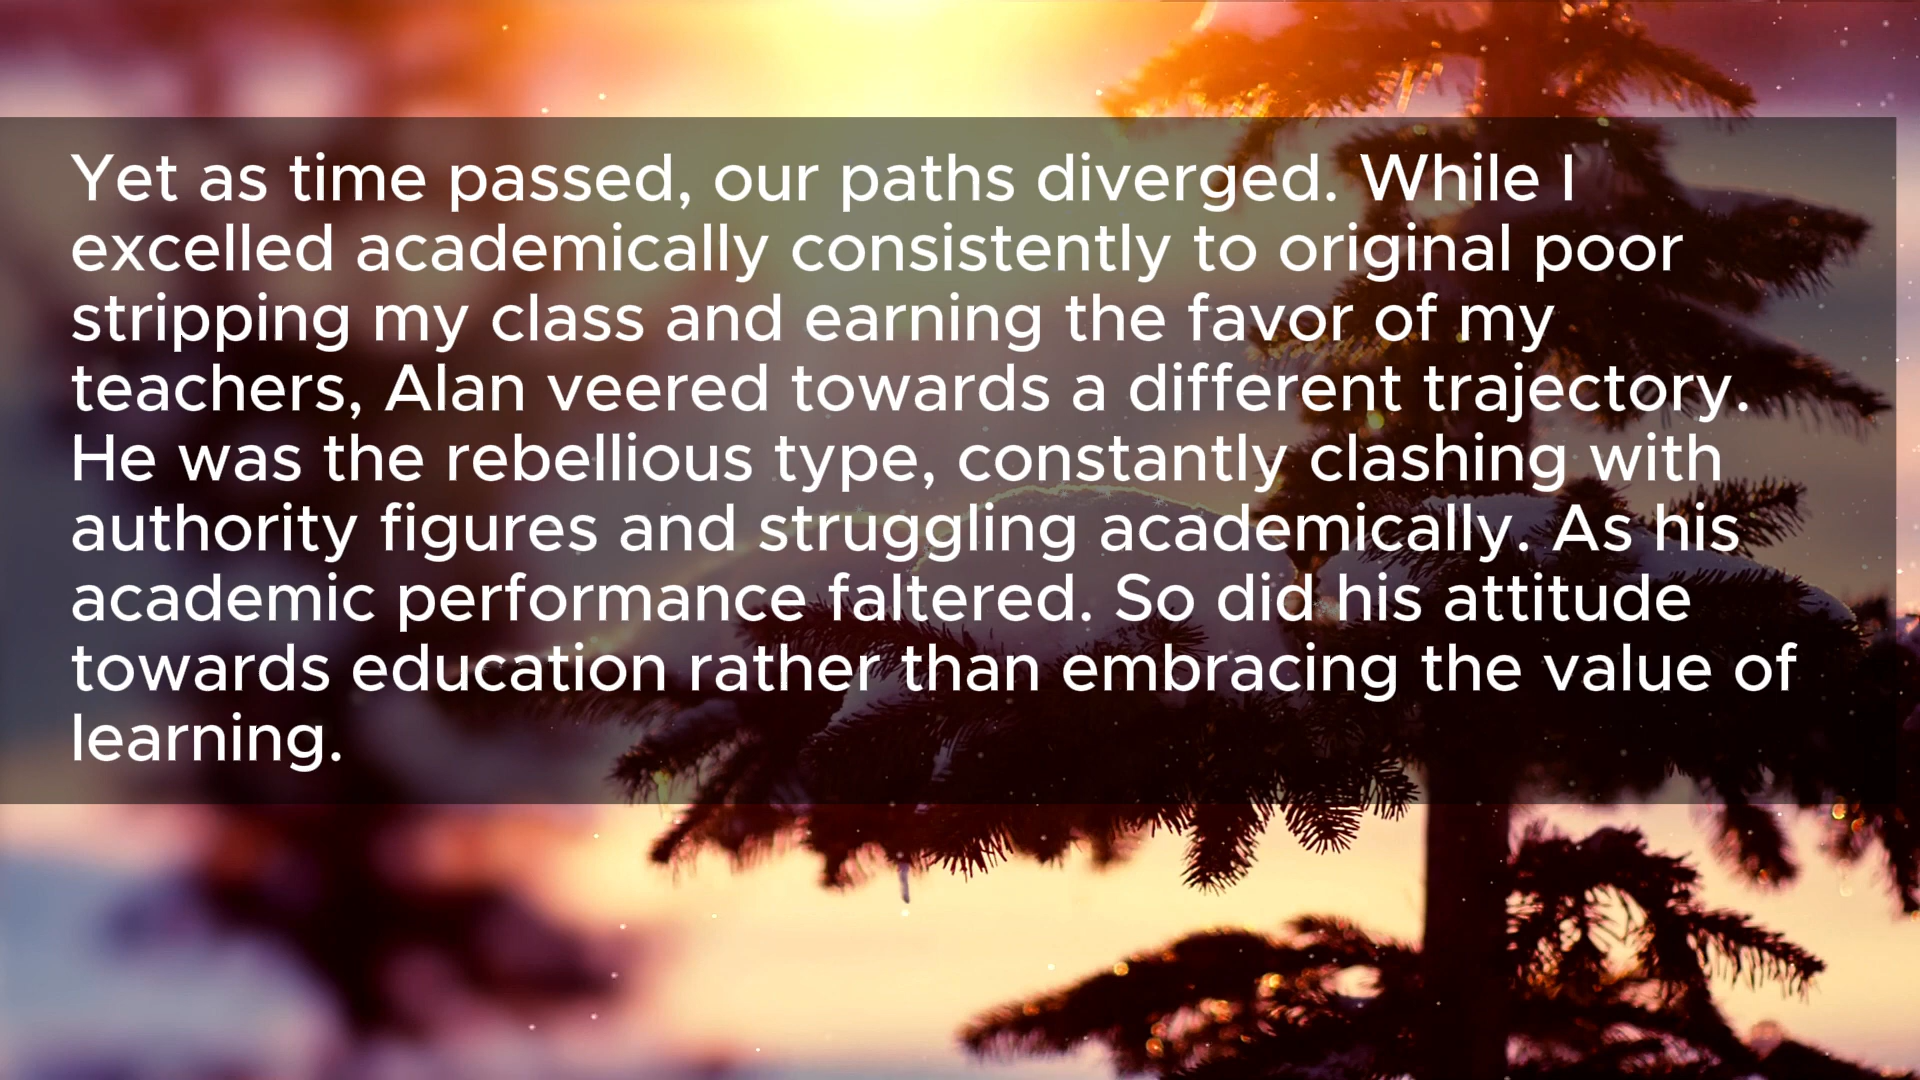 Yet as time passed, our paths diverged. While I
excelled academically consistently to original poor
stripping my class and earning the favor of my
teachers, Alan veered towards a different trajectory.
He was the rebellious type, constantly clashing with
authority figures and struggling academically. As his
academic performance faltered. So did his attitude
towards education rather than embracing the value of
learning.